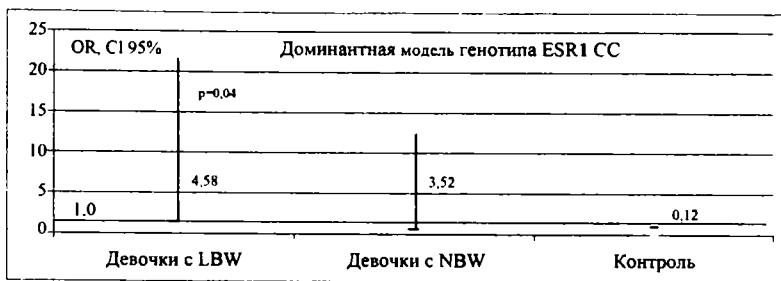 25
OR, CI 95% Доминантная модель генотипа ESR1 CC
20
p=0,04
15
10
5
4,58 3,52
1.0 0,12
0
Девочки с LBW Девочки с NBW Контроль